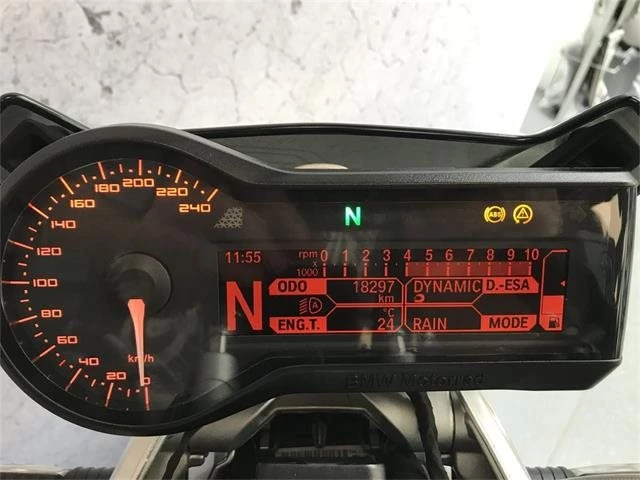 0 20 40 60 80 100 120 140 160 180 200 220 240
km/h
N
ABS
11:55 rpm 0 1 2 3 4 5 6 7 8 9 10
x
1000
N ODO 18297 DYNAMIC D.-ESA
km
A °C
ENG.T. 24 RAIN MODE
BMW Motorrad